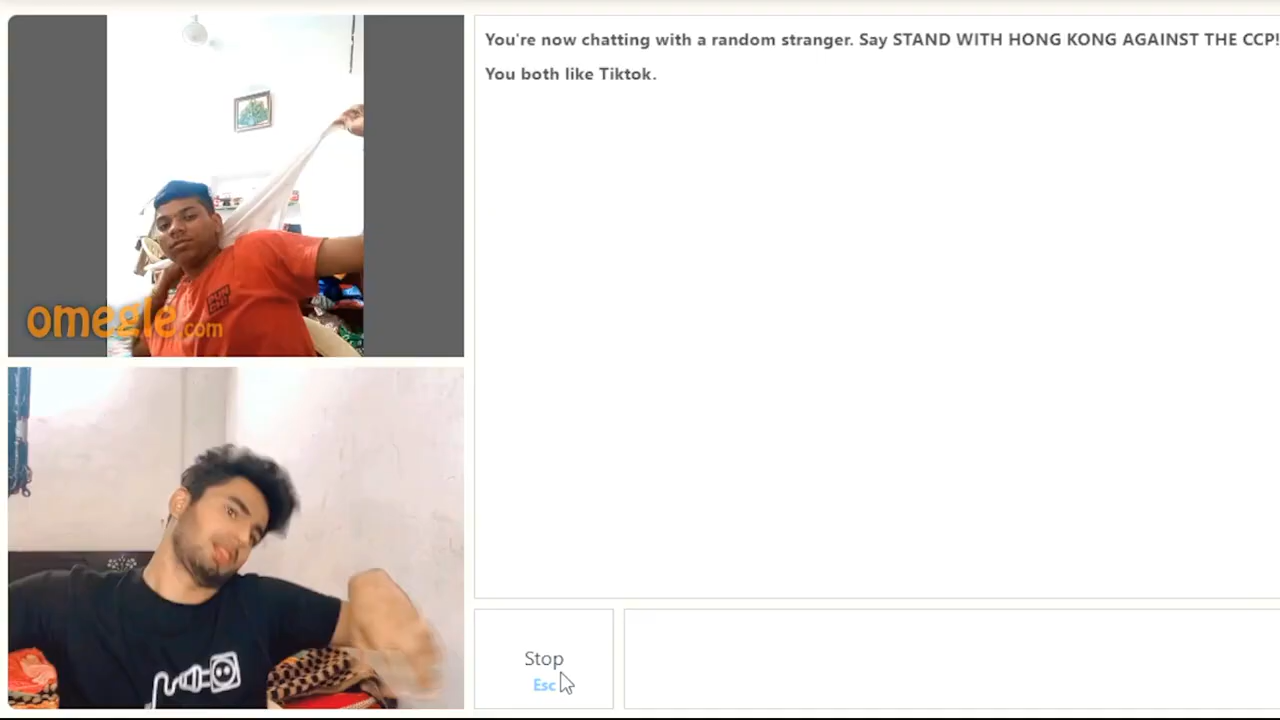 You're now chatting with a random stranger. Say STAND WITH HONG KONG AGAINST THE CCP!
You both like Tiktok.
omegle.com
Stop
Esc